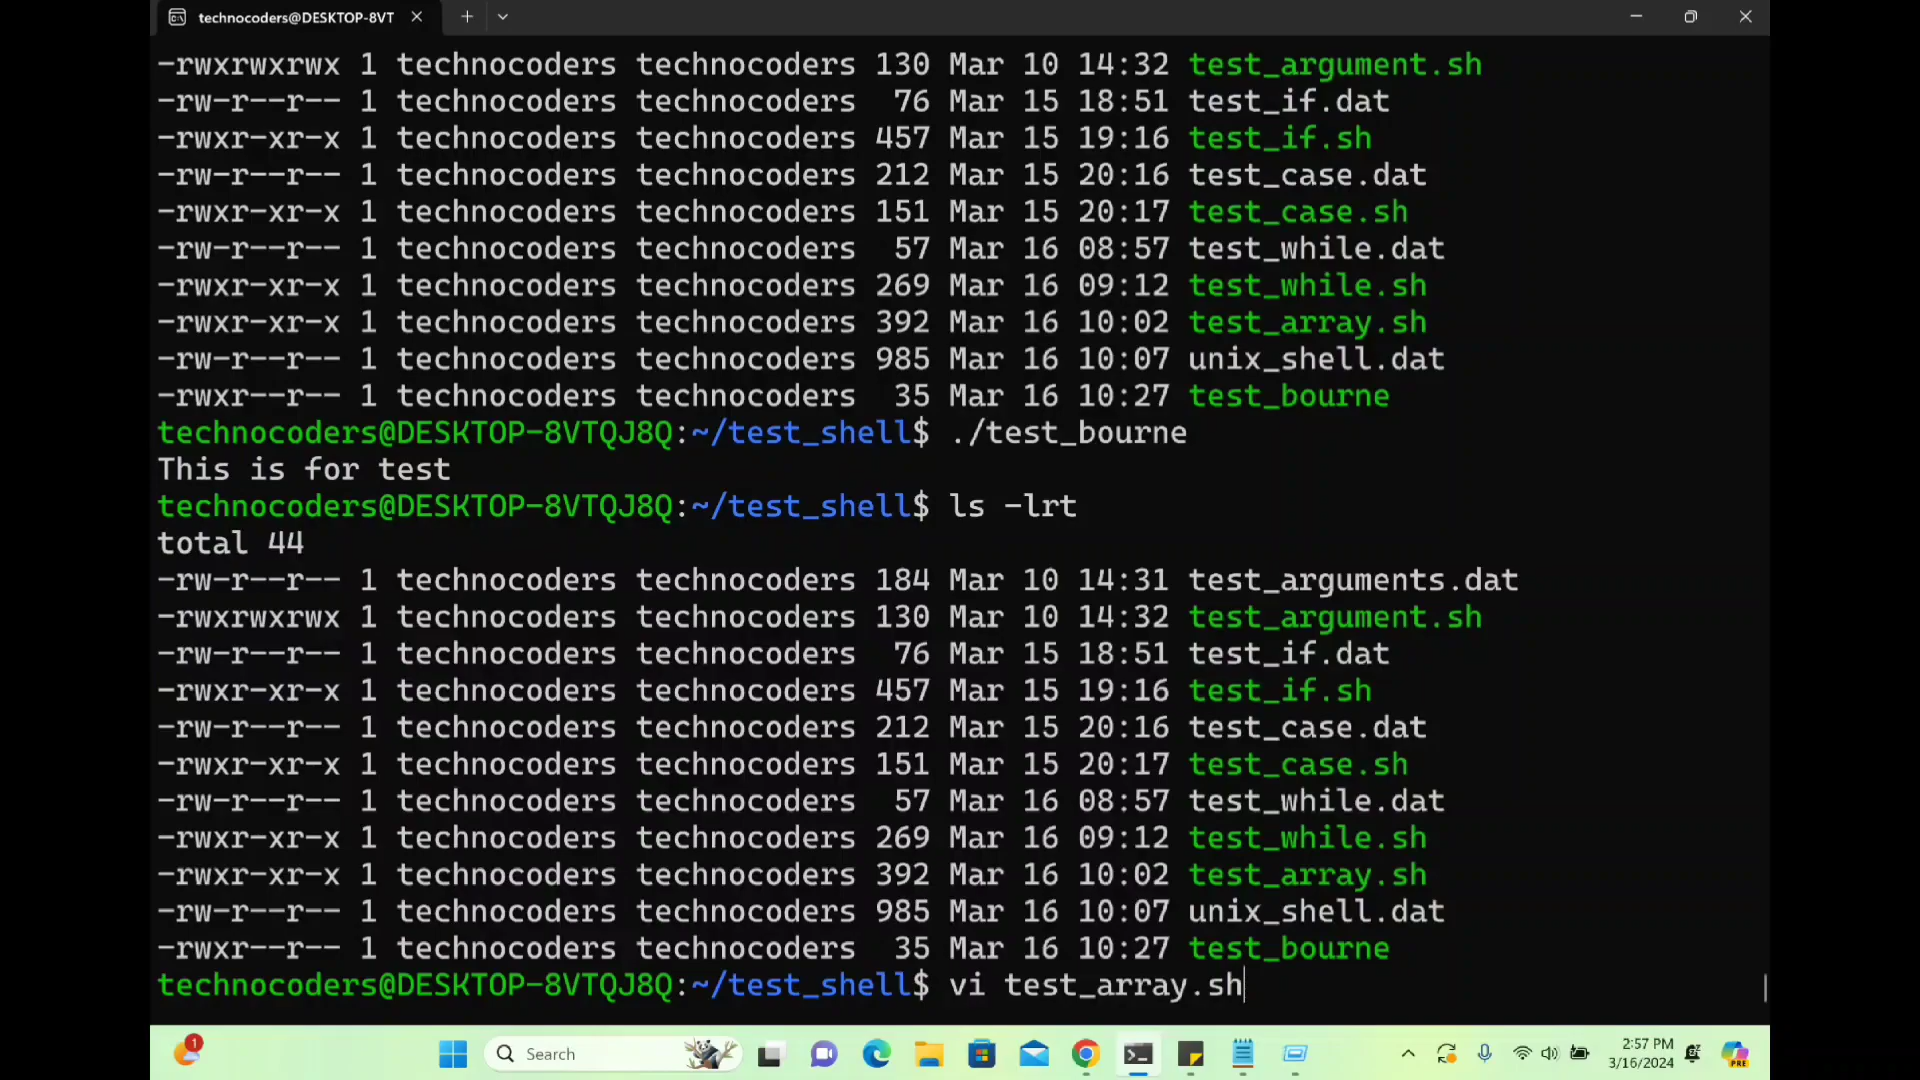 technocoders@DESKTOP-8VT
-rwxrwxrwx 1 technocoders technocoders 130 Mar 10 14:32 test_argument.sh
-rw-r--r-- 1 technocoders technocoders  76 Mar 15 18:51 test_if.dat
-rwxr-xr-x 1 technocoders technocoders 457 Mar 15 19:16 test_if.sh
-rw-r--r-- 1 technocoders technocoders 212 Mar 15 20:16 test_case.dat
-rwxr-xr-x 1 technocoders technocoders 151 Mar 15 20:17 test_case.sh
-rw-r--r-- 1 technocoders technocoders  57 Mar 16 08:57 test_while.dat
-rwxr-xr-x 1 technocoders technocoders 269 Mar 16 09:12 test_while.sh
-rwxr-xr-x 1 technocoders technocoders 392 Mar 16 10:02 test_array.sh
-rw-r--r-- 1 technocoders technocoders 985 Mar 16 10:07 unix_shell.dat
-rwxr--r-- 1 technocoders technocoders  35 Mar 16 10:27 test_bourne
technocoders@DESKTOP-8VTQJ8Q:~/test_shell$ ./test_bourne
This is for test
technocoders@DESKTOP-8VTQJ8Q:~/test_shell$ ls -lrt
total 44
-rw-r--r-- 1 technocoders technocoders 184 Mar 10 14:31 test_arguments.dat
-rwxrwxrwx 1 technocoders technocoders 130 Mar 10 14:32 test_argument.sh
-rw-r--r-- 1 technocoders technocoders  76 Mar 15 18:51 test_if.dat
-rwxr-xr-x 1 technocoders technocoders 457 Mar 15 19:16 test_if.sh
-rw-r--r-- 1 technocoders technocoders 212 Mar 15 20:16 test_case.dat
-rwxr-xr-x 1 technocoders technocoders 151 Mar 15 20:17 test_case.sh
-rw-r--r-- 1 technocoders technocoders  57 Mar 16 08:57 test_while.dat
-rwxr-xr-x 1 technocoders technocoders 269 Mar 16 09:12 test_while.sh
-rwxr-xr-x 1 technocoders technocoders 392 Mar 16 10:02 test_array.sh
-rw-r--r-- 1 technocoders technocoders 985 Mar 16 10:07 unix_shell.dat
-rwxr--r-- 1 technocoders technocoders  35 Mar 16 10:27 test_bourne
technocoders@DESKTOP-8VTQJ8Q:~/test_shell$ vi test_array.sh
1
Search
2:57 PM
3/16/2024
PRE